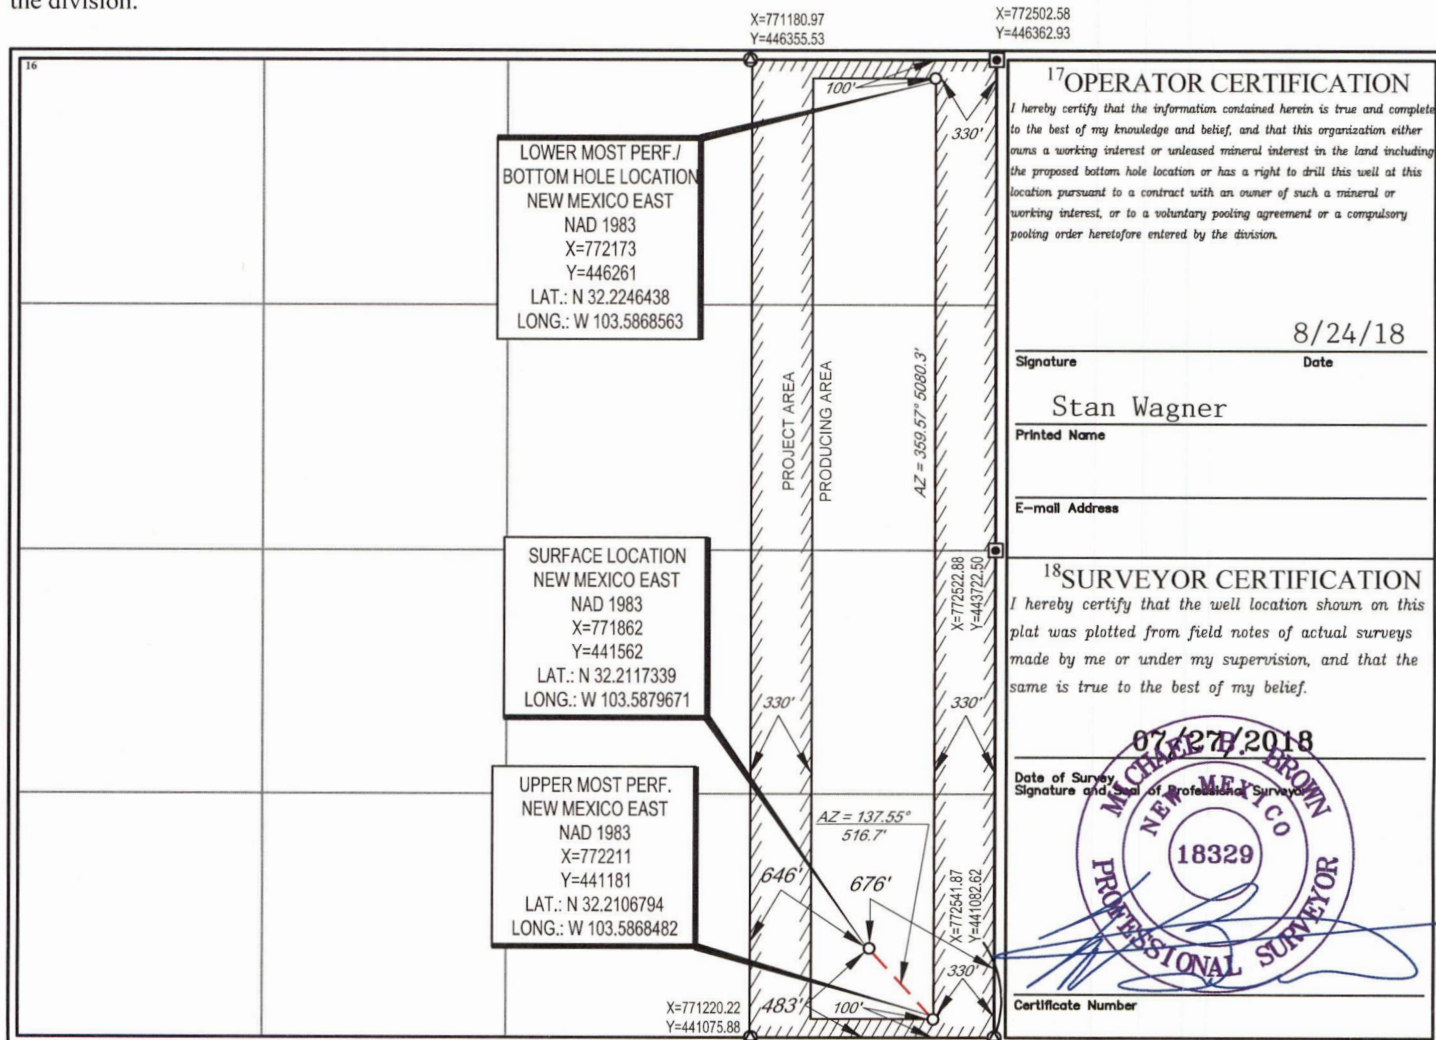 the division.
X=771180.97
Y=446355.53
X=772502.58
Y=446362.93
16
100'
330'
LOWER MOST PERF./
BOTTOM HOLE LOCATION
NEW MEXICO EAST
NAD 1983
X=772173
Y=446261
LAT.: N 32.2246438
LONG.: W 103.5868563
PROJECT AREA
PRODUCING AREA
AZ = 359.57° 5080.3'
SURFACE LOCATION
NEW MEXICO EAST
NAD 1983
X=771862
Y=441562
LAT.: N 32.2117339
LONG.: W 103.5879671
X=772522.88
Y=443722.50
330'
330'
UPPER MOST PERF.
NEW MEXICO EAST
NAD 1983
X=772211
Y=441181
LAT.: N 32.2106794
LONG.: W 103.5868482
AZ = 137.55°
516.7'
646'
676'
X=772541.87
Y=441082.62
330'
483'
100'
X=771220.22
Y=441075.88
17 OPERATOR CERTIFICATION
I hereby certify that the information contained herein is true and complete
to the best of my knowledge and belief, and that this organization either
owns a working interest or unleased mineral interest in the land including
the proposed bottom hole location or has a right to drill this well at this
location pursuant to a contract with an owner of such a mineral or
working interest, or to a voluntary pooling agreement or a compulsory
pooling order heretofore entered by the division.
8/24/18
Signature Date
Stan Wagner
Printed Name
E-mail Address
18 SURVEYOR CERTIFICATION
I hereby certify that the well location shown on this
plat was plotted from field notes of actual surveys
made by me or under my supervision, and that the
same is true to the best of my belief.
07/27/2018
Date of Survey
Signature and Seal of Professional Surveyor
MICHAEL B. BROWN
NEW MEXICO
18329
PROFESSIONAL SURVEYOR
Certificate Number